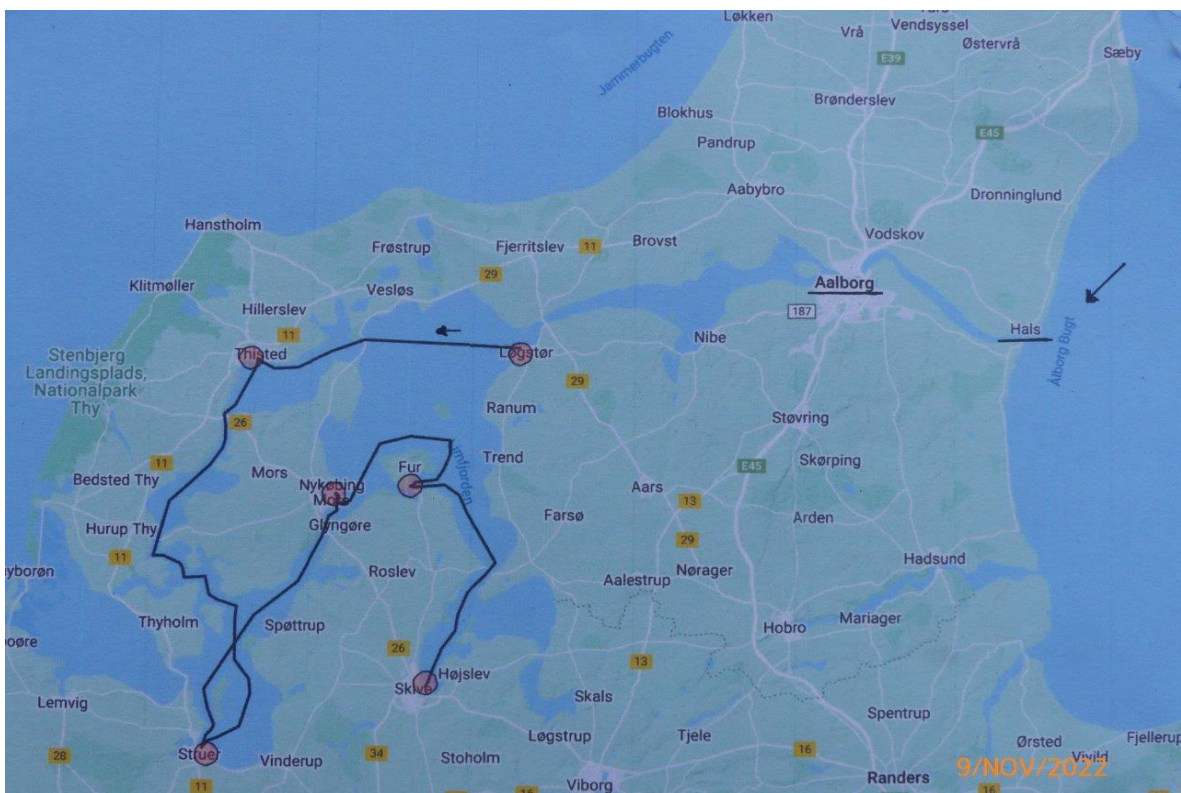 Løkken
Vrå
Vendsyssel
Østervrå
Sæby
E39
Jammerbugten
Brønderslev
Blokhus
E45
Pandrup
Aabybro
Dronninglund
Hanstholm
Frøstrup
Fjerritslev
11
Brovst
Vodskov
29
Klitmøller
Vesløs
Aalborg
Hillerslev
187
Hals
11
Nibe
Ålborg Bugt
Thisted
Løgstør
Stenbjerg
Landingsplads,
Nationalpark
Thy
29
Ranum
26
Støvring
11
Mors
Fur
Trend
E45
Skørping
Bedsted Thy
Nykøbing
Mors
Aars
13
Hurup Thy
Glyngøre
Farsø
Arden
11
29
Hadsund
Roslev
Aalestrup
Nørager
Thyholm
Spøttrup
Hobro
Mariager
26
13
Højslev
Lemvig
Skive
Skals
Spentrup
Struer
Løgstrup
Tjele
28
Vinderup
34
Stoholm
16
Ørsted
Vivild
Fjellerup
11
Viborg
Randers
16
16
9/NOV/2022